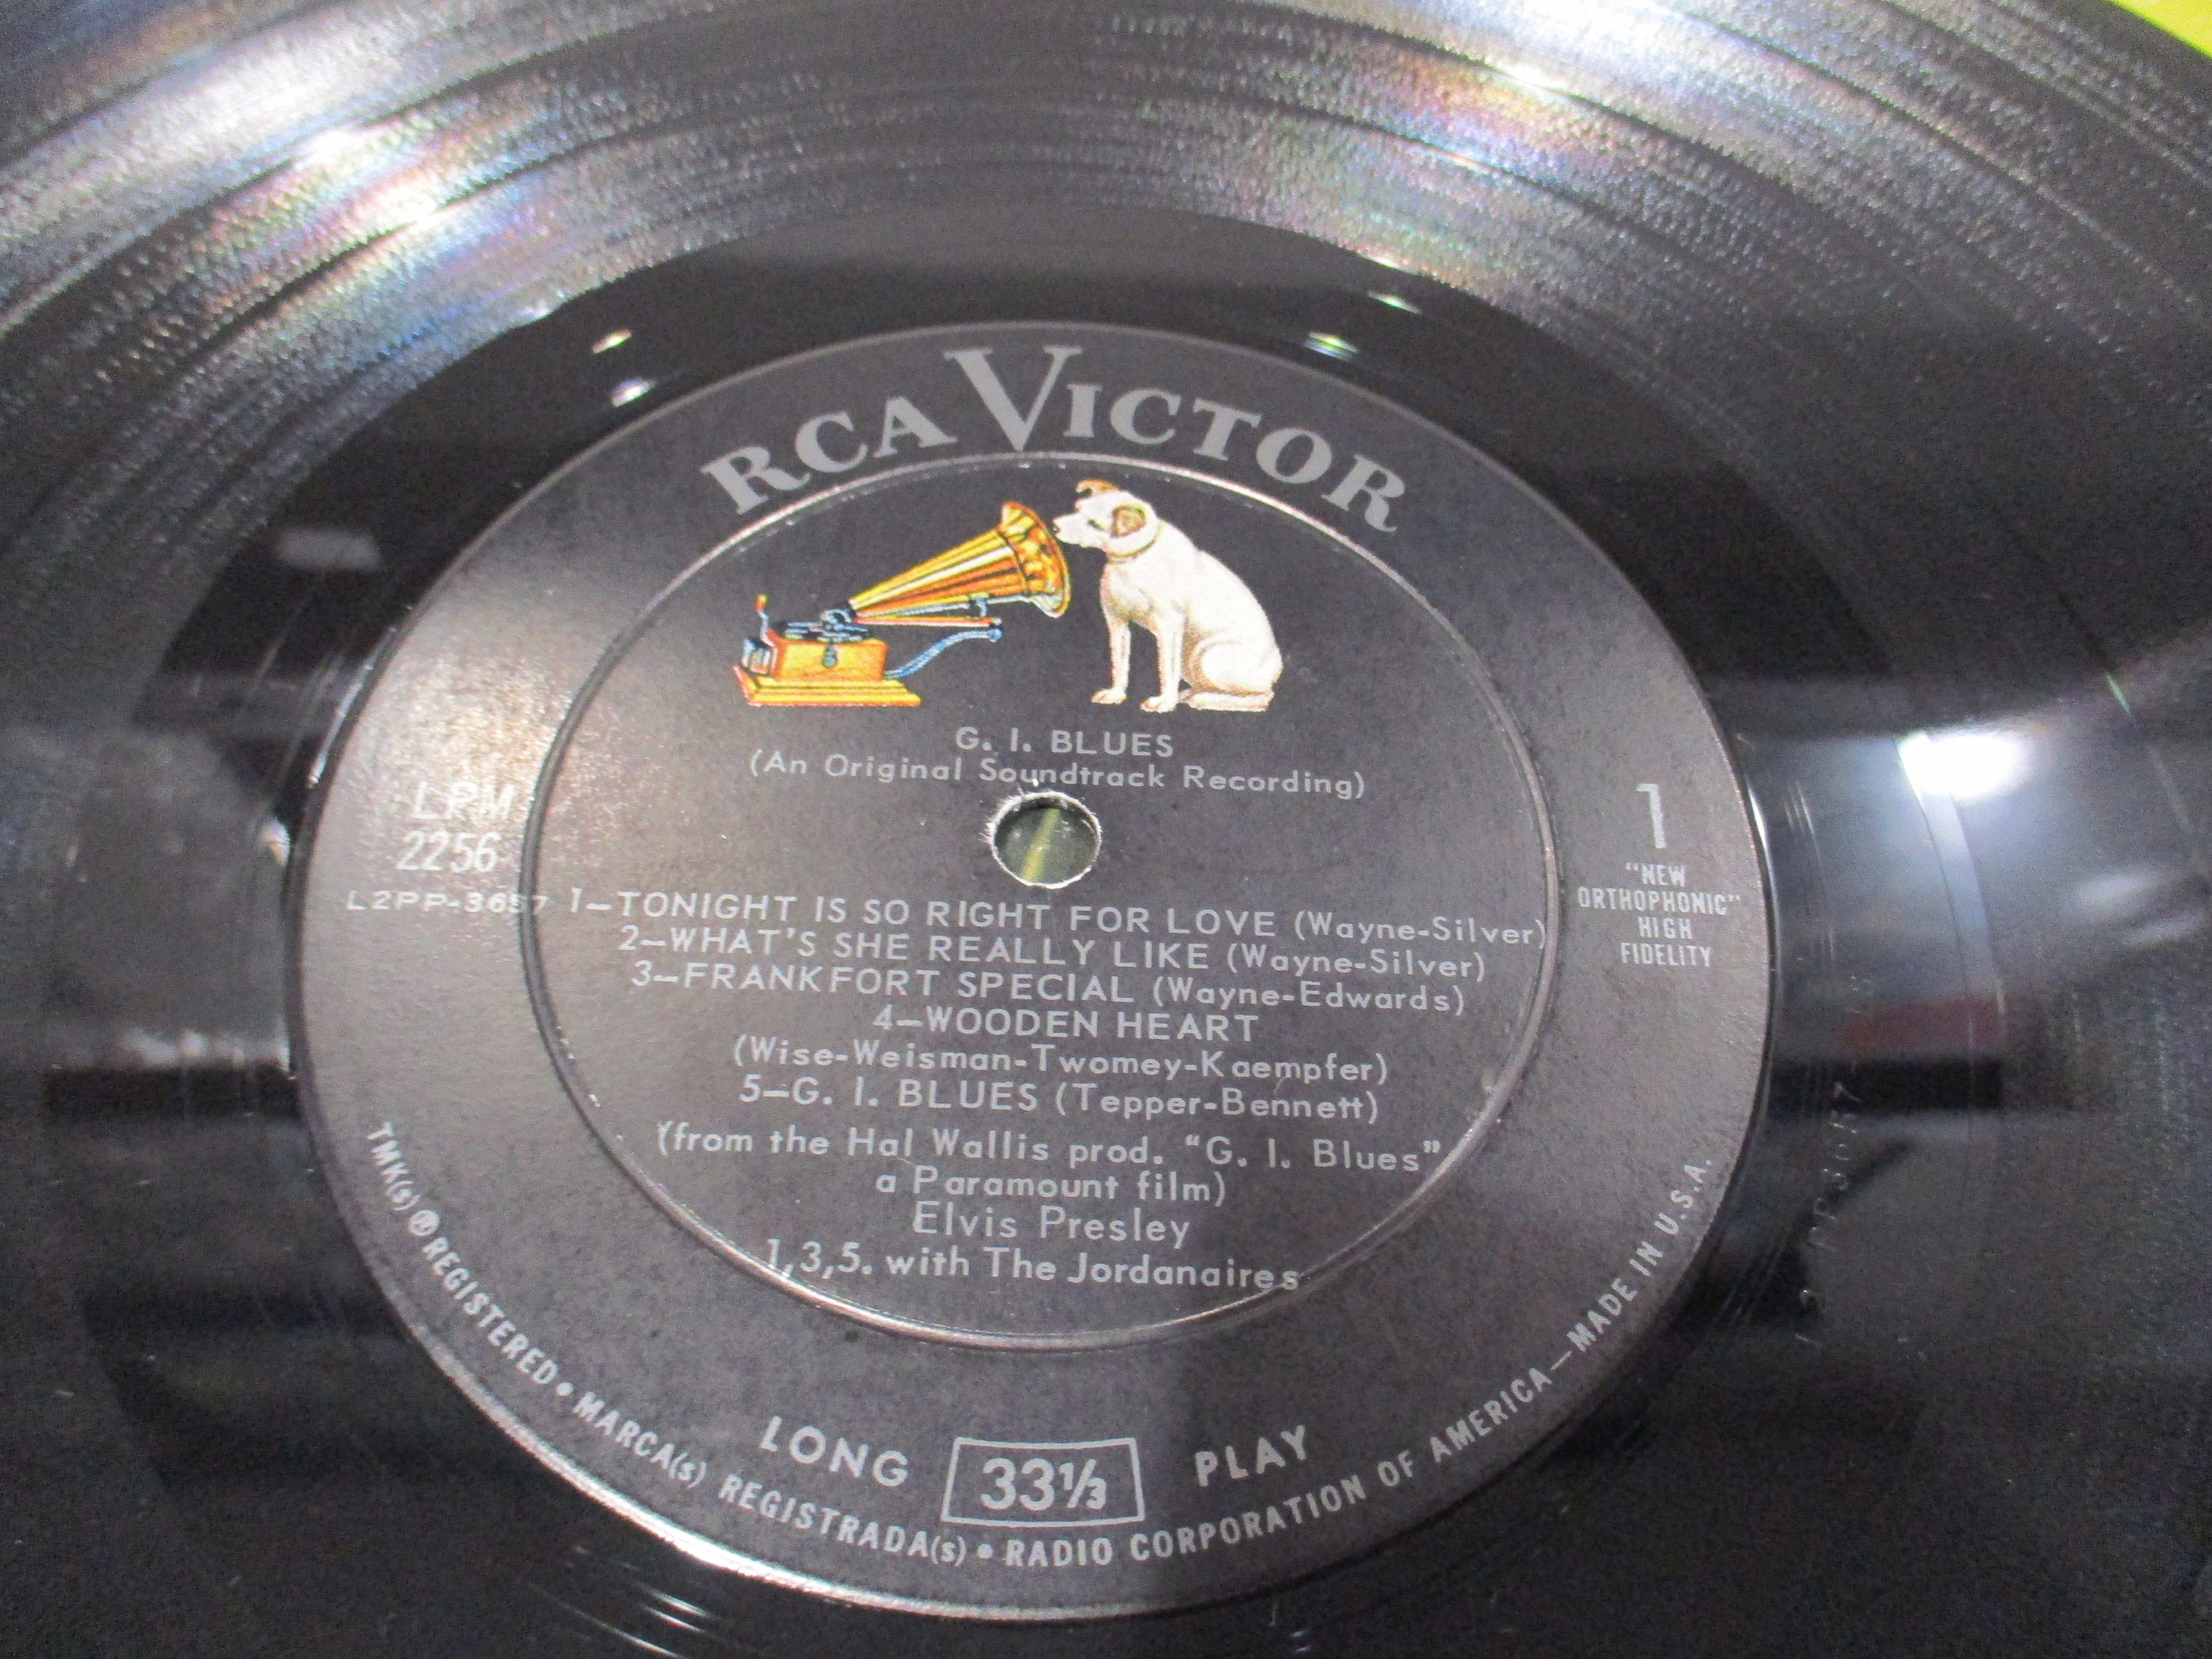 RCA VICTOR
G. I. BLUES
(An Original Soundtrack Recording)
LPM
2256
L2PP-3657
1
"NEW
ORTHOPHONIC"
HIGH
FIDELITY
1–TONIGHT IS SO RIGHT FOR LOVE (Wayne-Silver)
2–WHAT'S SHE REALLY LIKE (Wayne-Silver)
3–FRANKFORT SPECIAL (Wayne-Edwards)
4–WOODEN HEART
(Wise-Weisman-Twomey-Kaempfer)
5–G. I. BLUES (Tepper-Bennett)
(from the Hal Wallis prod. "G. I. Blues"
a Paramount film)
Elvis Presley
1,3,5. with The Jordanaires
LONG 33⅓ PLAY
TMK(s) ® REGISTERED • MARCA(s) REGISTRADA(s) • RADIO CORPORATION OF AMERICA—MADE IN U.S.A.